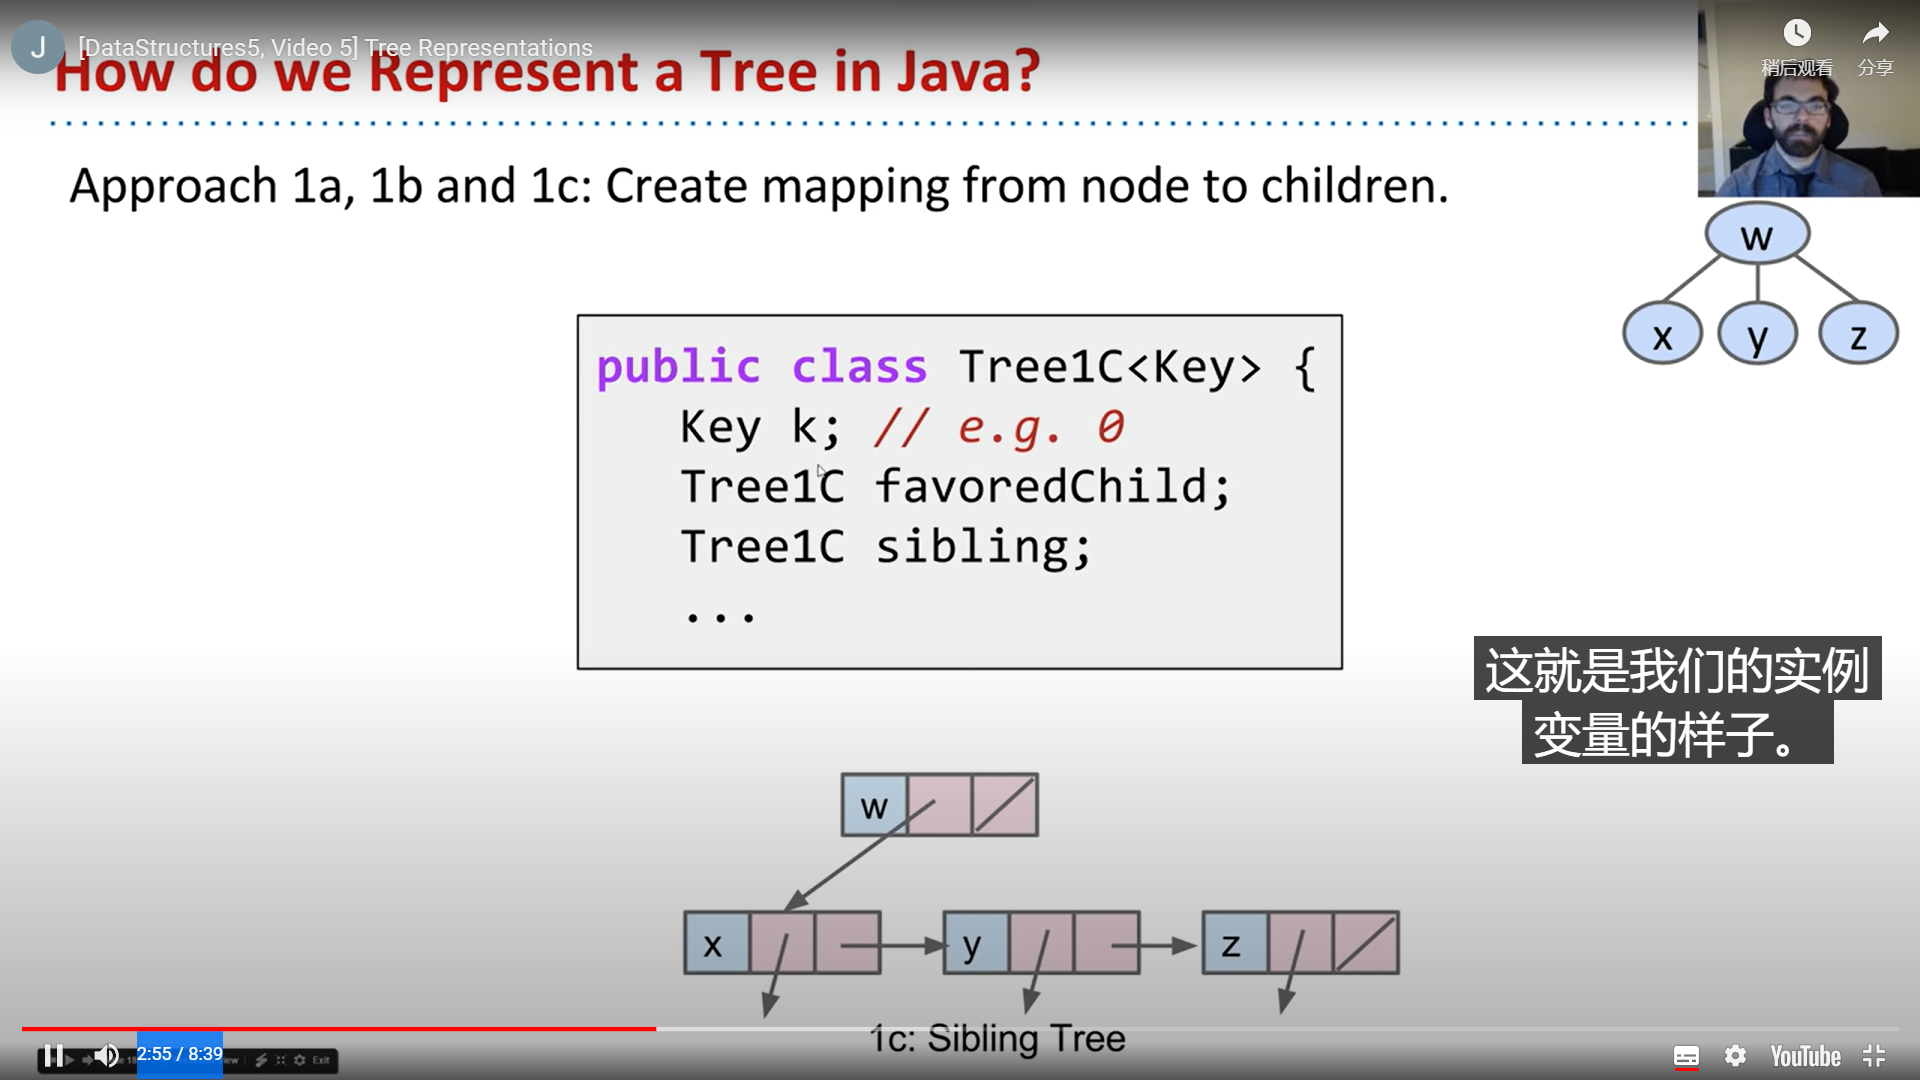 J
[DataStructures5, Video 5] Tree Representations
稍后观看
分享
How do we Represent a Tree in Java?
Approach 1a, 1b and 1c: Create mapping from node to children.
w
x y z
public class Tree1C<Key> {
Key k; // e.g. 0
Tree1C favoredChild;
Tree1C sibling;
...
这就是我们的实例
变量的样子。
w
x y z
1c: Sibling Tree
2:55 / 8:39
Exit
YouTube